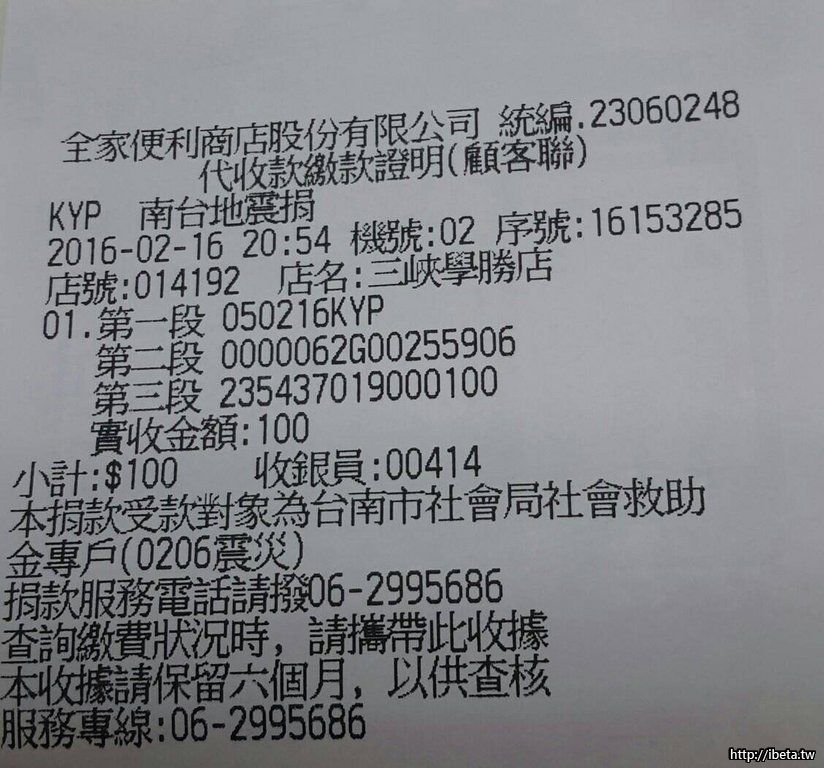 全家便利商店股份有限公司 統編.23060248
代收款繳款證明(顧客聯)
KYP 南台地震捐
2016-02-16 20:54 機號:02 序號:16153285
店號:014192 店名:三峽學勝店
01.第一段 050216KYP
第二段 0000062G00255906
第三段 235437019000100
實收金額:100
小計:$100 收銀員:00414
本捐款受款對象為台南市社會局社會救助
金專戶(0206震災)
捐款服務電話請撥06-2995686
查詢繳費狀況時, 請攜帶此收據
本收據請保留六個月, 以供查核
服務專線:06-2995686
http://ibeta.tw